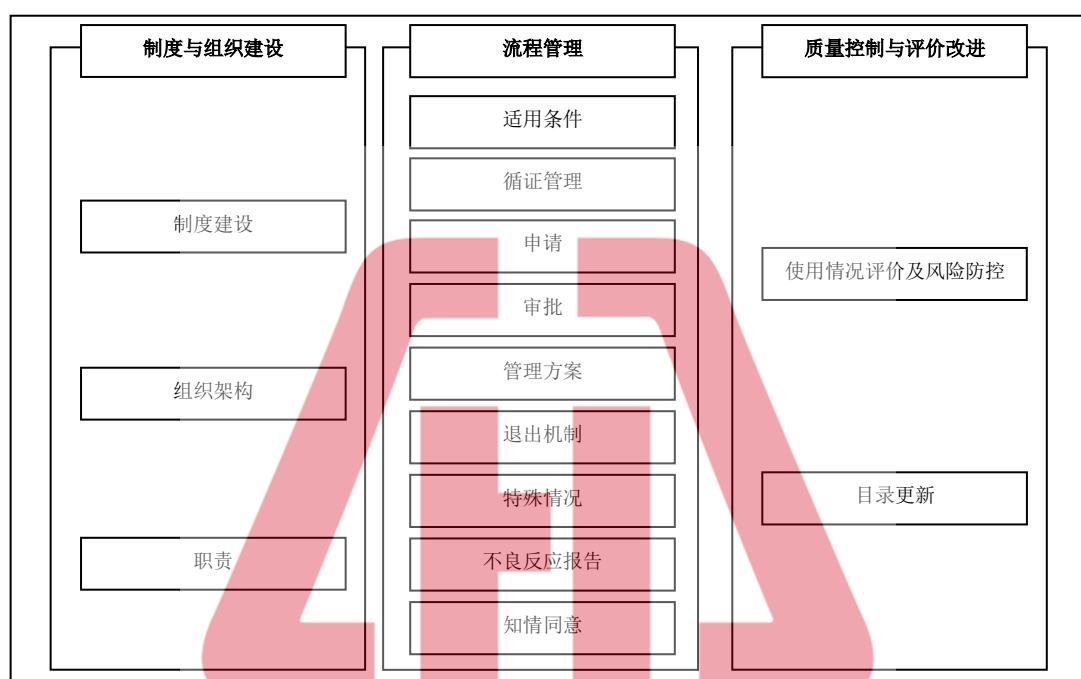 制度与组织建设
制度建设
组织架构
职责
流程管理
适用条件
循证管理
申请
审批
管理方案
退出机制
特殊情况
不良反应报告
知情同意
质量控制与评价改进
使用情况评价及风险防控
目录更新